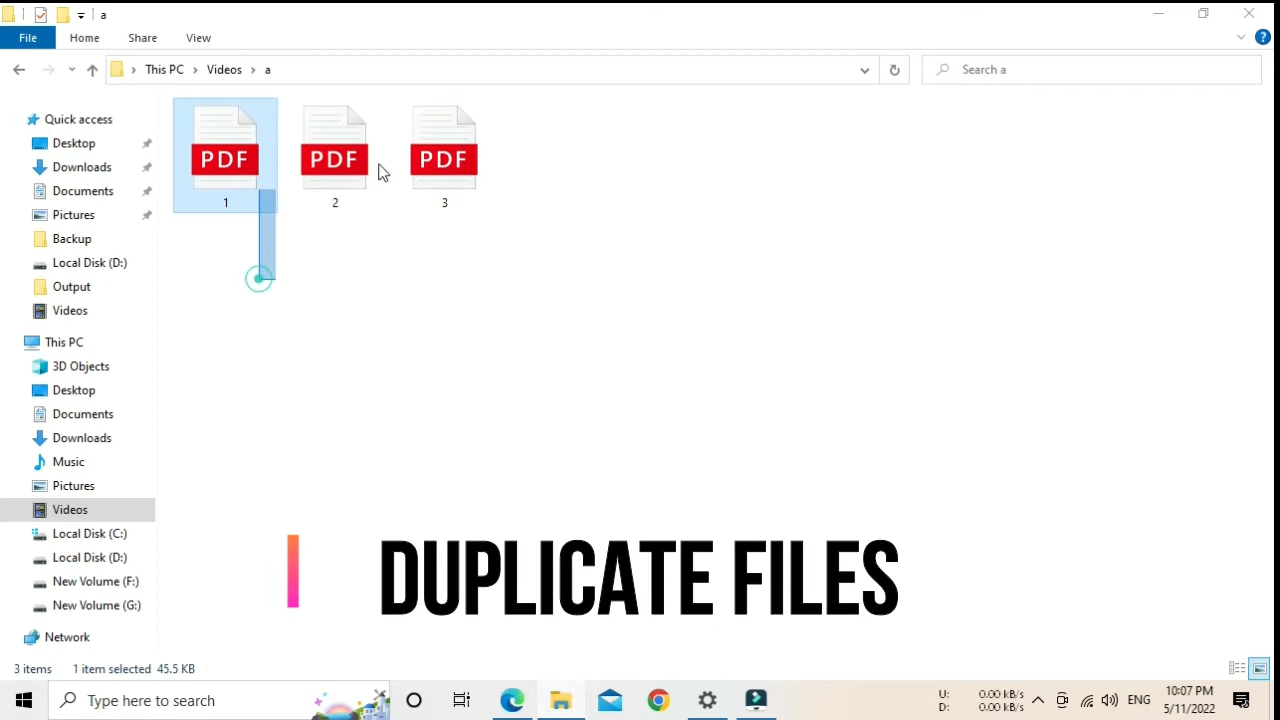 a
File Home Share View
This PC Videos a
Search a
Quick access
Desktop
Downloads
Documents
Pictures
Backup
Local Disk (D:)
Output
Videos
This PC
3D Objects
Desktop
Documents
Downloads
Music
Pictures
Videos
Local Disk (C:)
Local Disk (D:)
New Volume (F:)
New Volume (G:)
Network
PDF PDF PDF
1 2 3
DUPLICATE FILES
3 items 1 item selected 45.5 KB
Type here to search
U: 0.00 kB/s
D: 0.00 kB/s
ENG
10:07 PM
5/11/2022